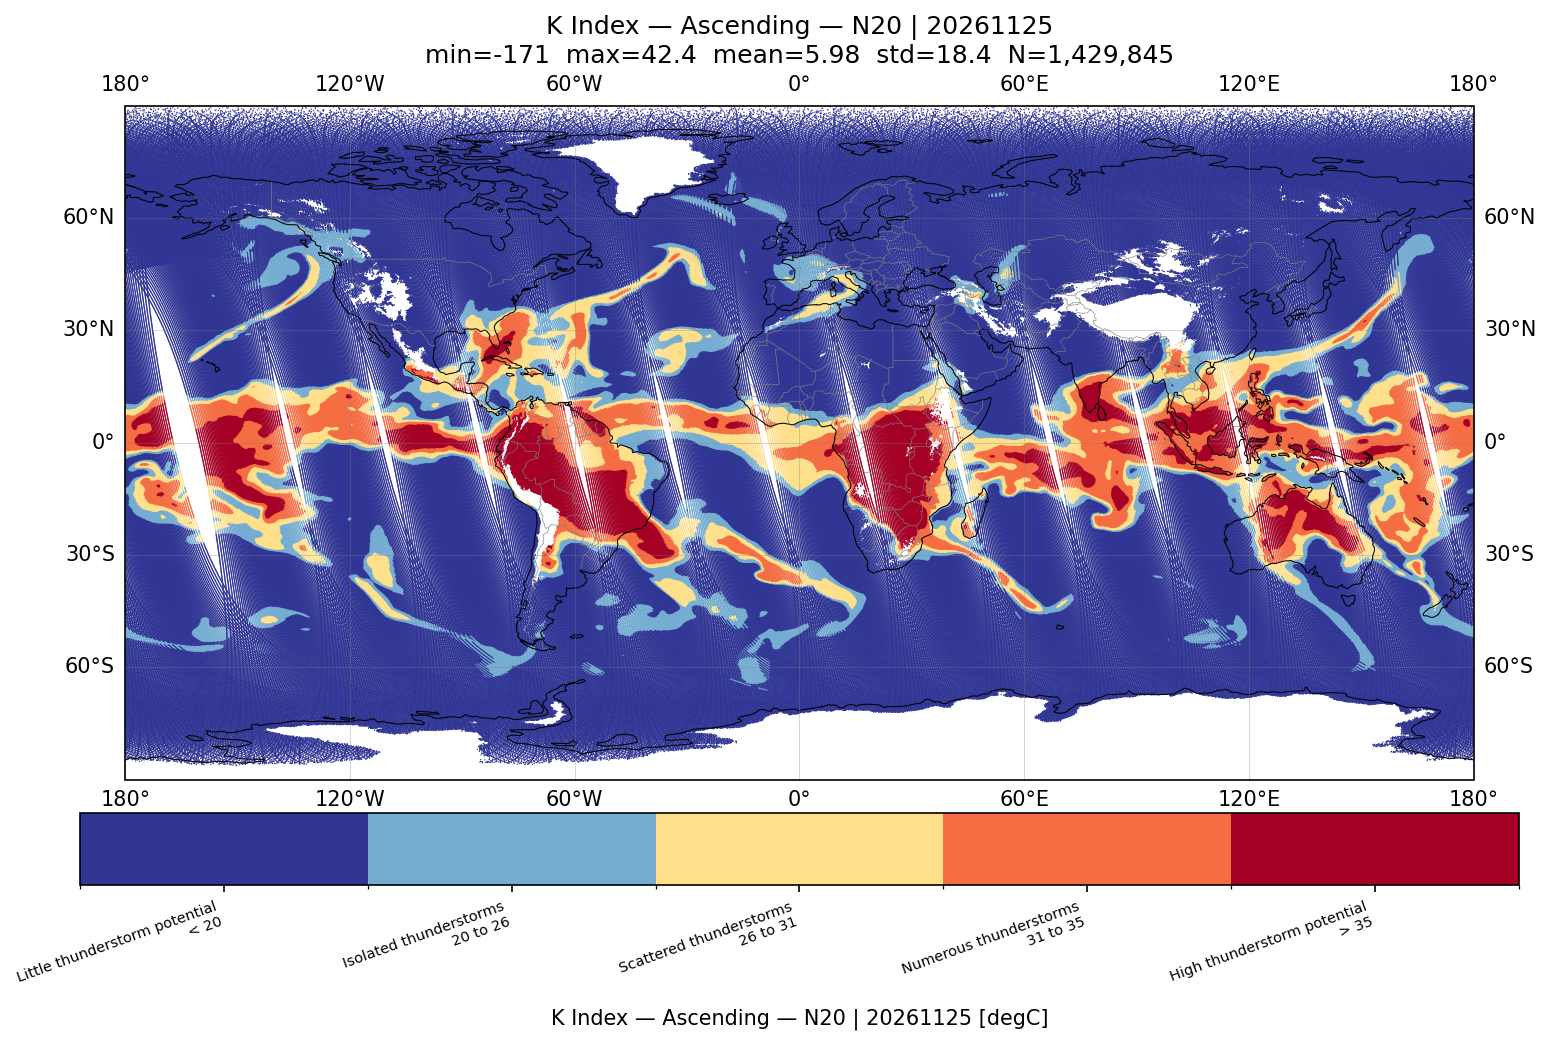 K Index — Ascending — N20 | 20261125
min=-171  max=42.4  mean=5.98  std=18.4  N=1,429,845
180° 120°W 60°W 0° 60°E 120°E 180°
60°N 60°N
30°N 30°N
0° 0°
30°S 30°S
60°S 60°S
180° 120°W 60°W 0° 60°E 120°E 180°
Little thunderstorm potential
< 20
Isolated thunderstorms
20 to 26
Scattered thunderstorms
26 to 31
Numerous thunderstorms
31 to 35
High thunderstorm potential
> 35
K Index — Ascending — N20 | 20261125 [degC]